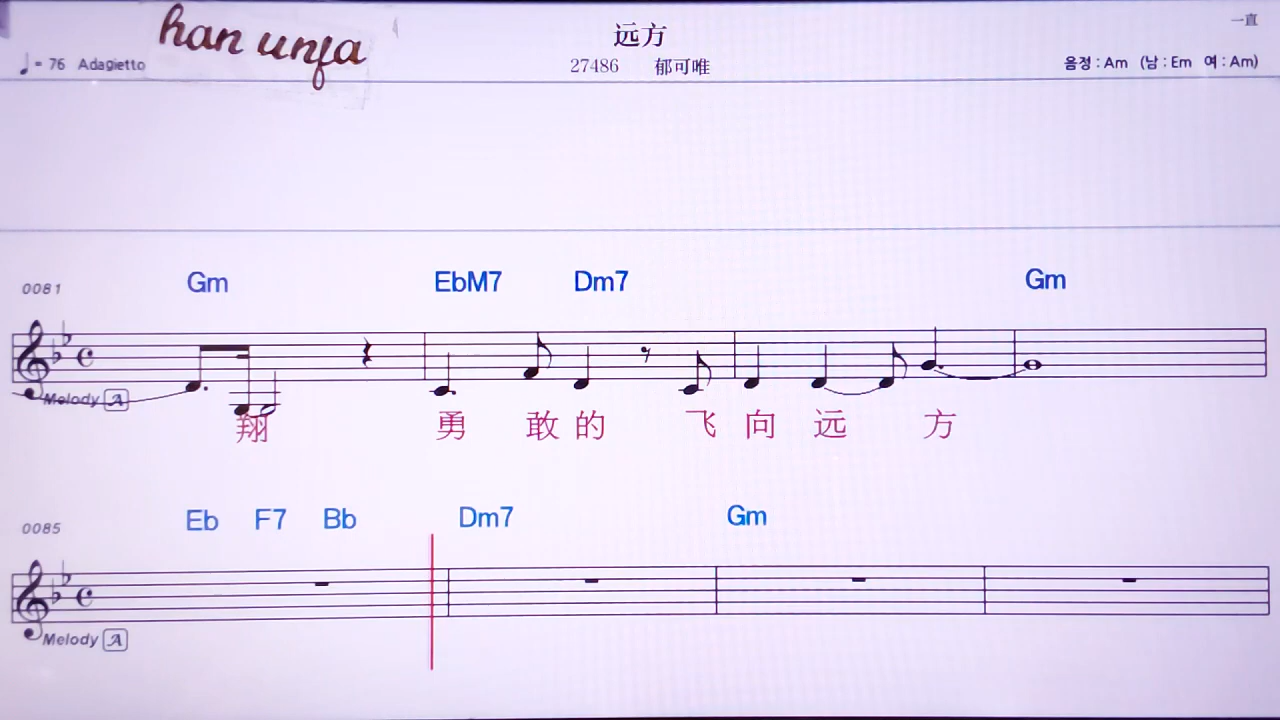 han unfa
远方
一直
♩= 76 Adagietto
27486 郁可唯
음정 : Am (남 : Em 여 : Am)
0081 Gm EbM7 Dm7 Gm
Melody A
翔 勇 敢 的 飞 向 远 方
0085 Eb F7 Bb Dm7 Gm
Melody A